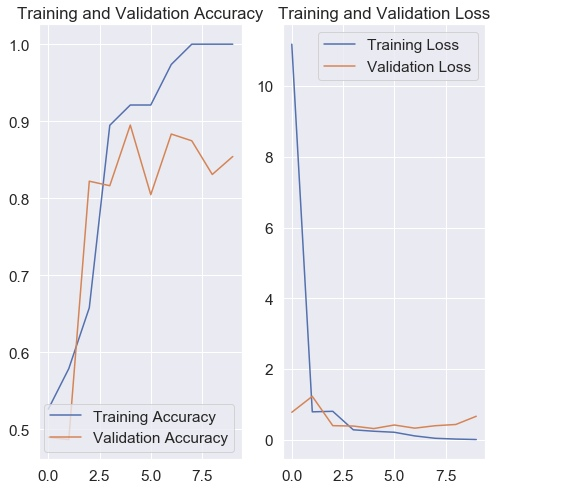 Training and Validation Accuracy
1.0
0.9
0.8
0.7
0.6
0.5
Training Accuracy
Validation Accuracy
0.0 2.5 5.0 7.5
Training and Validation Loss
Training Loss
Validation Loss
10
8
6
4
2
0
0.0 2.5 5.0 7.5